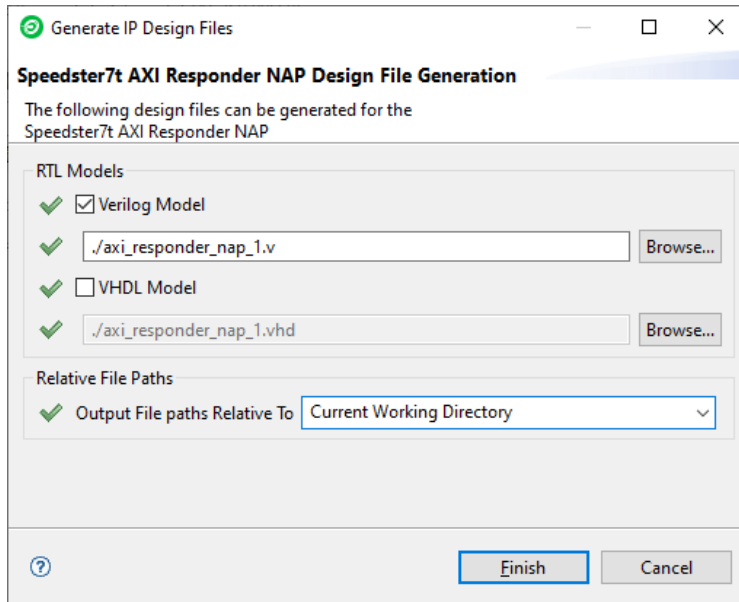 Generate IP Design Files
Speedster7t AXI Responder NAP Design File Generation
The following design files can be generated for the
Speedster7t AXI Responder NAP
RTL Models
Verilog Model
./axi_responder_nap_1.v
Browse...
VHDL Model
./axi_responder_nap_1.vhd
Browse...
Relative File Paths
Output File paths Relative To
Current Working Directory
?
Finish
Cancel